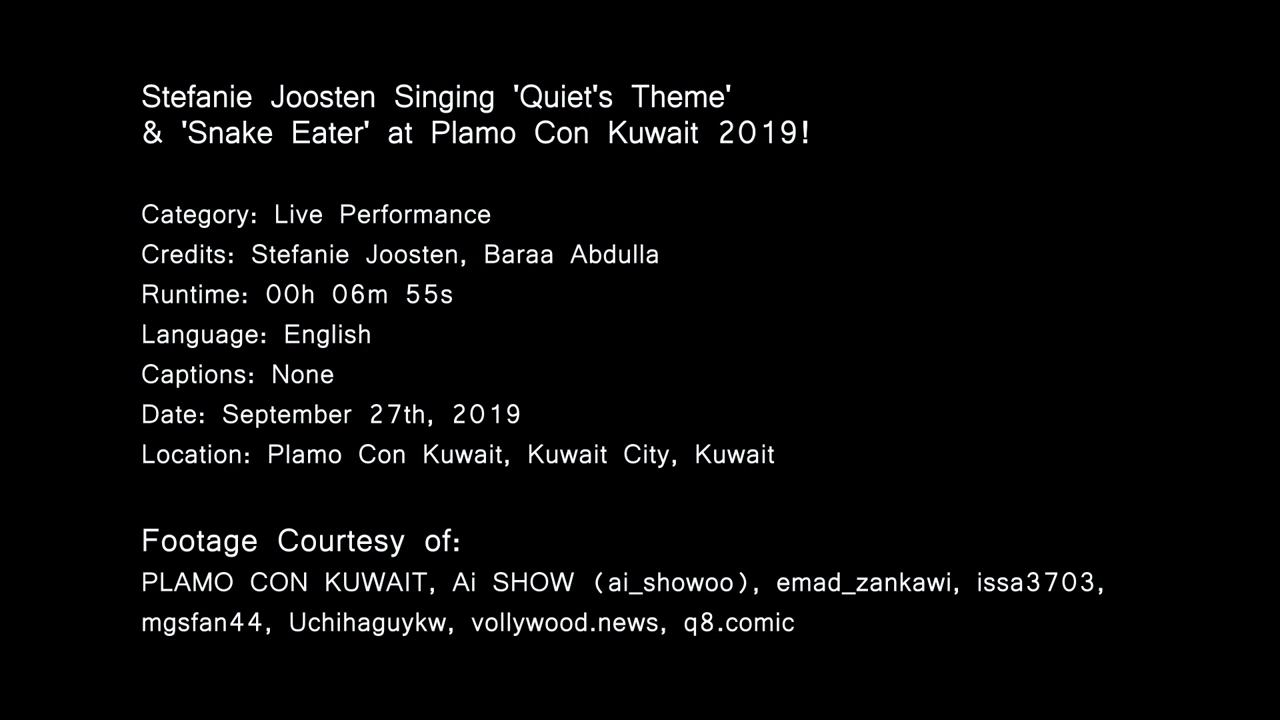 Stefanie Joosten Singing 'Quiet's Theme'
& 'Snake Eater' at Plamo Con Kuwait 2019!
Category: Live Performance
Credits: Stefanie Joosten, Baraa Abdulla
Runtime: 00h 06m 55s
Language: English
Captions: None
Date: September 27th, 2019
Location: Plamo Con Kuwait, Kuwait City, Kuwait
Footage Courtesy of:
PLAMO CON KUWAIT, Ai SHOW (ai_showoo), emad_zankawi, issa3703,
mgsfan44, Uchihaguykw, vollywood.news, q8.comic